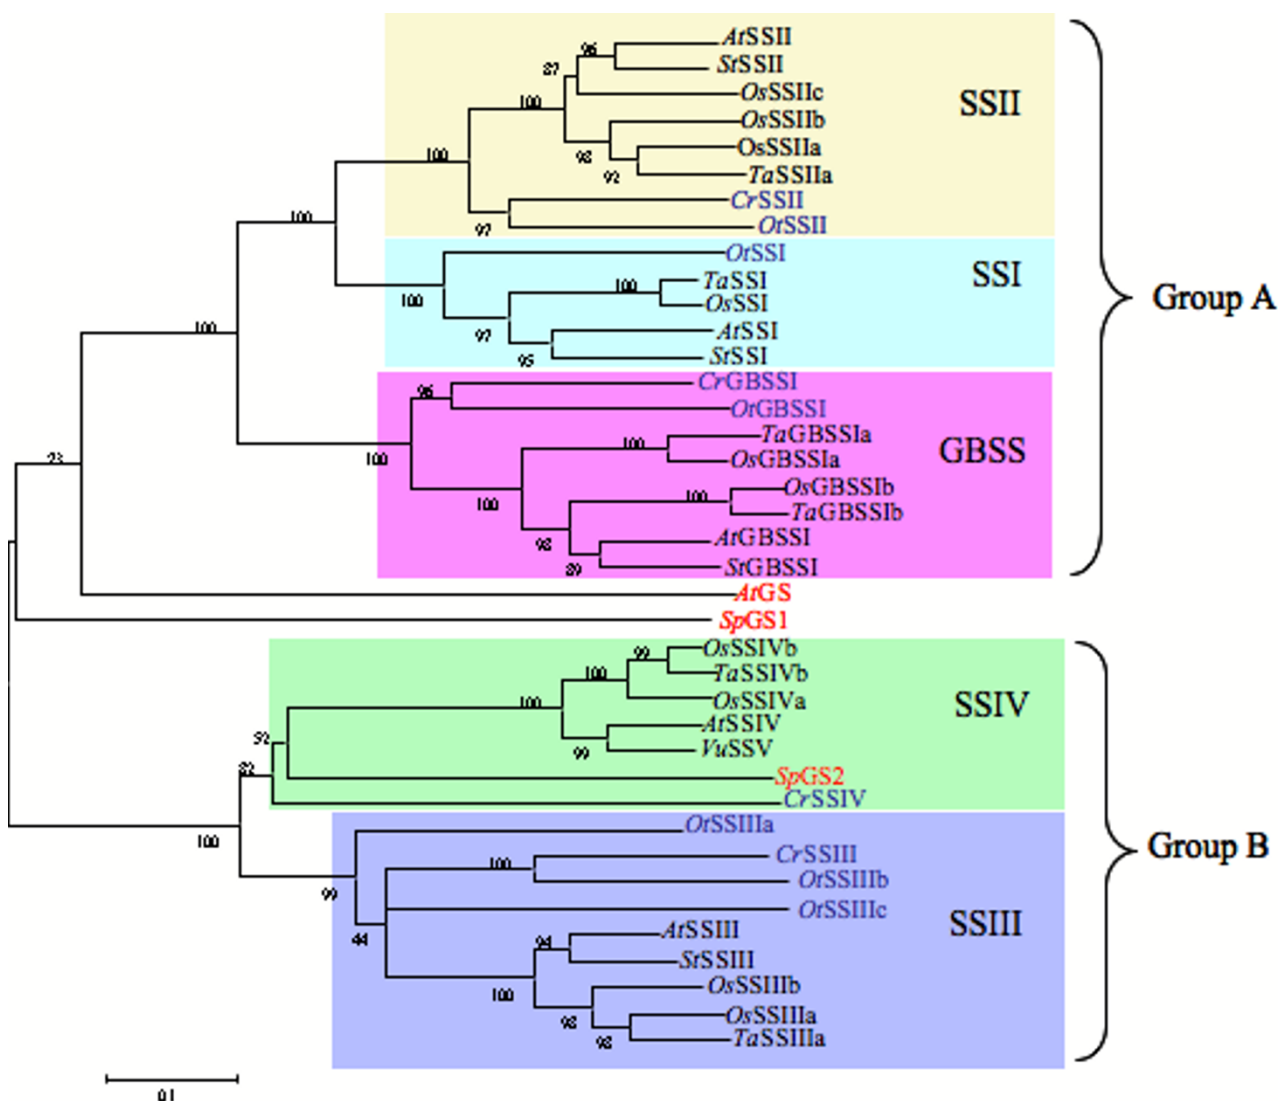 AtSSII
96
StSSII
87
OsSSIIc
100
SSII
OsSSIIb
OsSSIIa
98
100
TaSSIIa
92
CrSSII
100
OtSSII
97
OtSSI
SSI
TaSSI
100
OsSSI
100
Group A
AtSSI
100
97
StSSI
95
CrGBSSI
96
OtGBSSI
TaGBSSIa
100
GBSS
OsGBSSIa
100
23
OsGBSSIb
100
100
TaGBSSIb
AtGBSSI
98
StGBSSI
89
AtGS
SpGS1
OsSSIVb
99
TaSSIVb
100
OsSSIVa
100
SSIV
AtSSIV
VuSSV
99
SpGS2
CrSSIV
OtSSIIIa
100
Group B
CrSSIII
100
OtSSIIIb
99
OtSSIIIc
SSIII
AtSSIII
44
94
StSSIII
OsSSIIIb
100
OsSSIIIa
98
TaSSIIIa
98
0.1